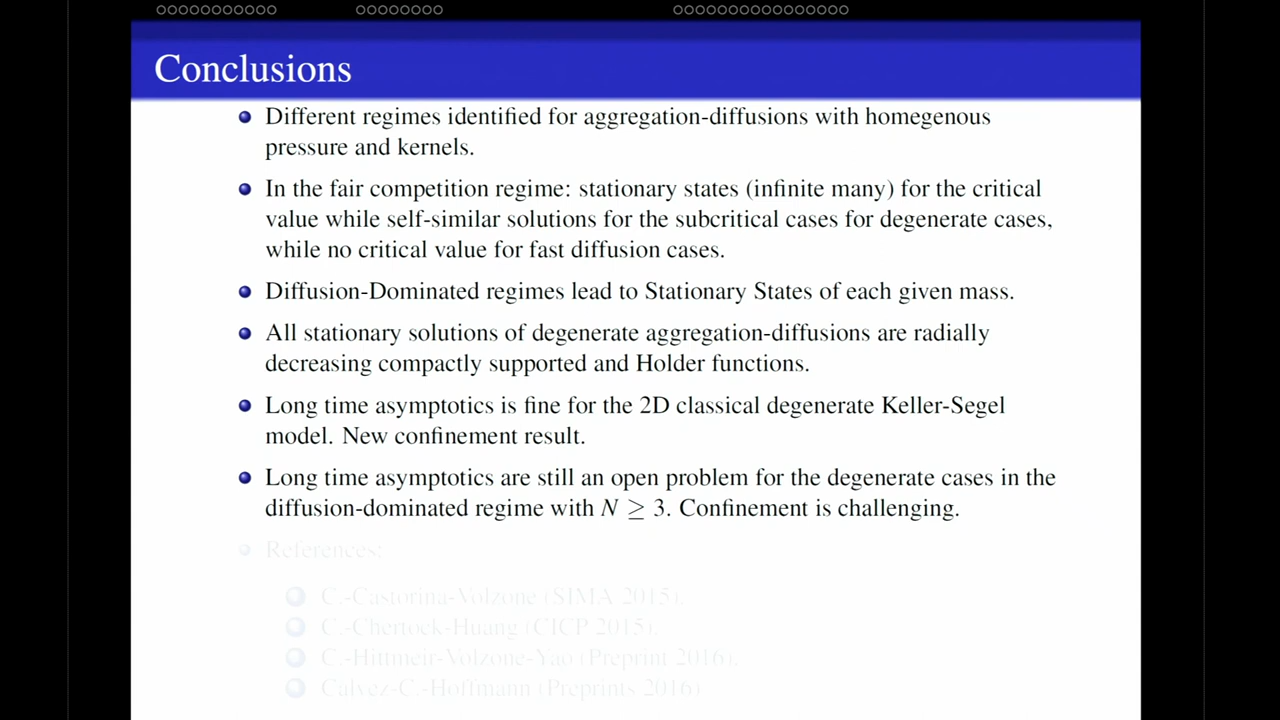 Conclusions
Different regimes identified for aggregation-diffusions with homegenous
pressure and kernels.
In the fair competition regime: stationary states (infinite many) for the critical
value while self-similar solutions for the subcritical cases for degenerate cases,
while no critical value for fast diffusion cases.
Diffusion-Dominated regimes lead to Stationary States of each given mass.
All stationary solutions of degenerate aggregation-diffusions are radially
decreasing compactly supported and Holder functions.
Long time asymptotics is fine for the 2D classical degenerate Keller-Segel
model. New confinement result.
Long time asymptotics are still an open problem for the degenerate cases in the
diffusion-dominated regime with N ≥ 3. Confinement is challenging.
References:
C.-Castorina-Volzone (SIMA 2015).
C.-Chertock-Huang (CICP 2015).
C.-Hittmeir-Volzone-Yao (Preprint 2016).
Calvez-C.-Hoffmann (Preprints 2016)